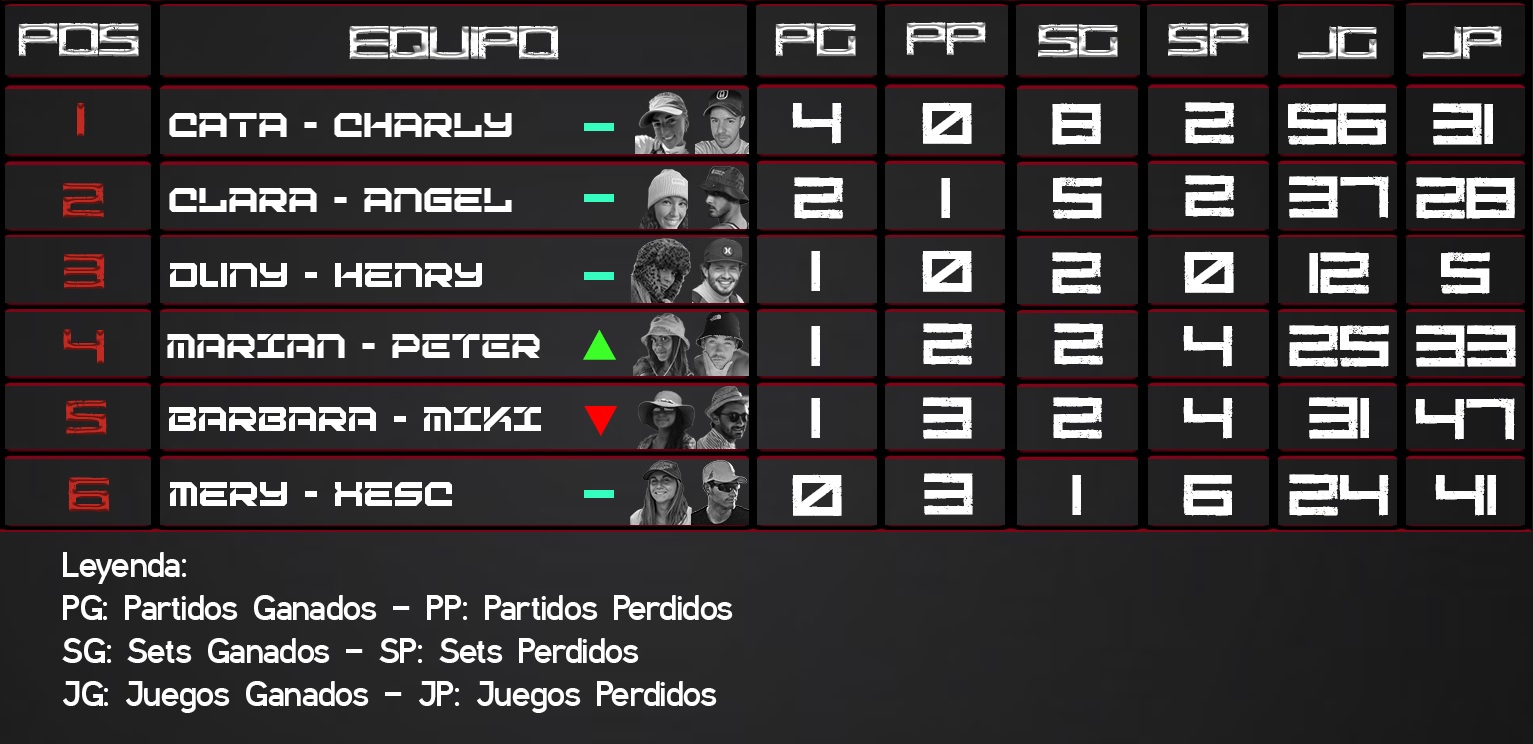 POS EQUIPO PG PP SG SP JG JP
1 CATA - CHARLY 4 0 8 2 56 31
2 CLARA - ANGEL 2 1 5 2 37 28
3 DUNY - HENRY 1 0 2 0 12 5
4 MARIAN - PETER 1 2 2 4 25 33
5 BARBARA - MIKI 1 3 2 4 31 47
6 MERY - XESC 0 3 1 6 24 41
Leyenda:
PG: Partidos Ganados - PP: Partidos Perdidos
SG: Sets Ganados - SP: Sets Perdidos
JG: Juegos Ganados - JP: Juegos Perdidos